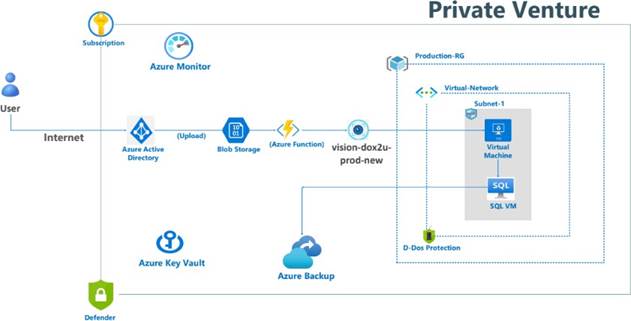 Private Venture
Subscription
Azure Monitor
Production-RG
User
Virtual-Network
Subnet-1
Internet
(Upload)
Azure Active
Directory
Blob Storage
10
01
(Azure Function)
vision-dox2u-
prod-new
Virtual
Machine
SQL
SQL VM
D-Dos Protection
Azure Key Vault
Azure Backup
Defender